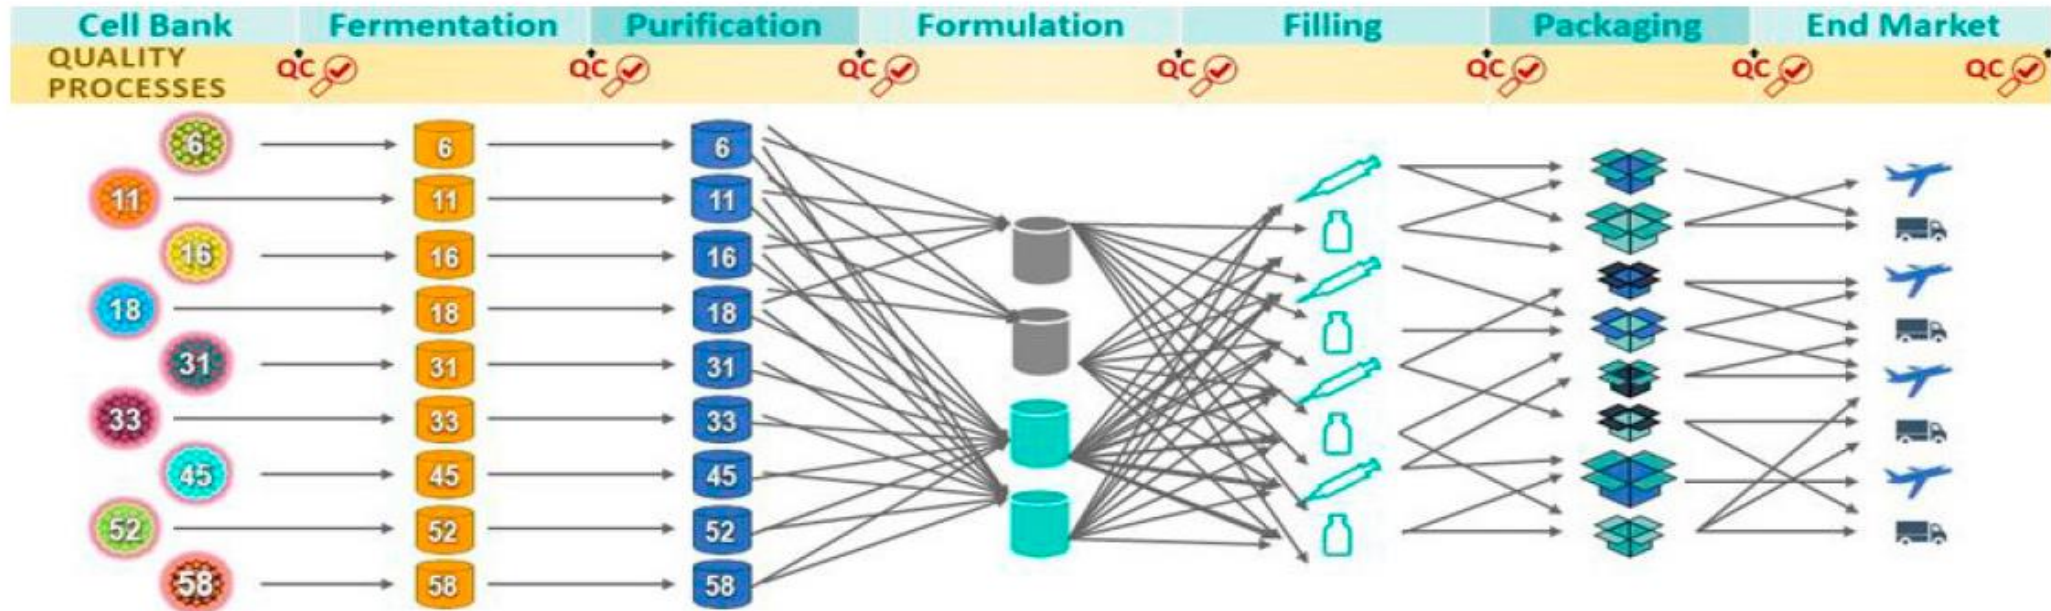 Cell Bank Fermentation Purification Formulation Filling Packaging End Market
QUALITY PROCESSES
QC QC QC QC QC QC QC
6 6 6
11 11 11
16 16 16
18 18 18
31 31 31
33 33 33
45 45 45
52 52 52
58 58 58